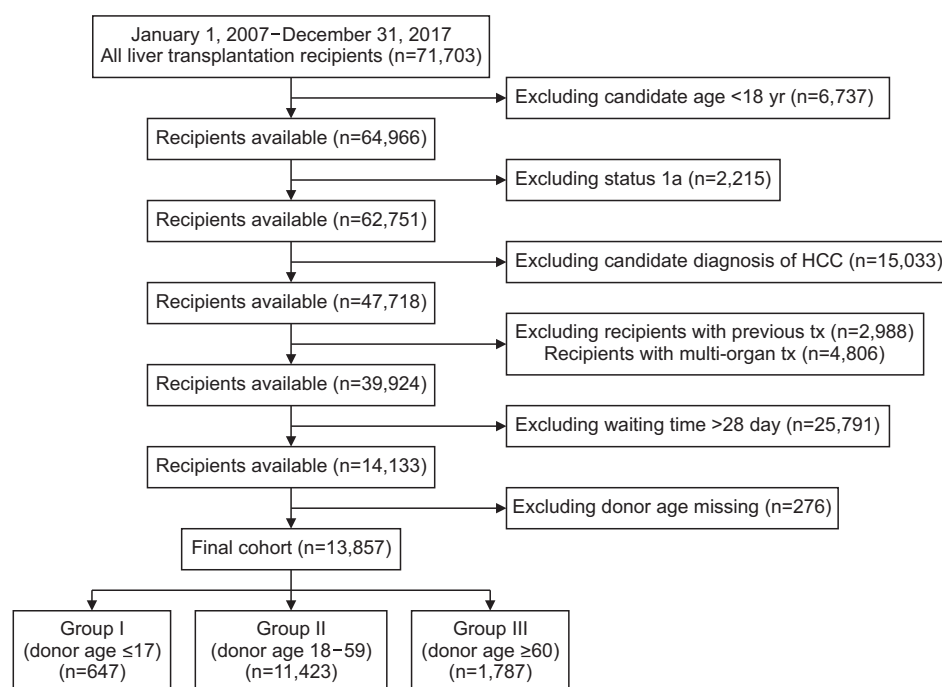 January 1, 2007−December 31, 2017
All liver transplantation recipients (n=71,703)
Excluding candidate age <18 yr (n=6,737)
Recipients available (n=64,966)
Excluding status 1a (n=2,215)
Recipients available (n=62,751)
Excluding candidate diagnosis of HCC (n=15,033)
Recipients available (n=47,718)
Excluding recipients with previous tx (n=2,988)
Recipients with multi-organ tx (n=4,806)
Recipients available (n=39,924)
Excluding waiting time >28 day (n=25,791)
Recipients available (n=14,133)
Excluding donor age missing (n=276)
Final cohort (n=13,857)
Group I
(donor age ≤17)
(n=647)
Group II
(donor age 18−59)
(n=11,423)
Group III
(donor age ≥60)
(n=1,787)